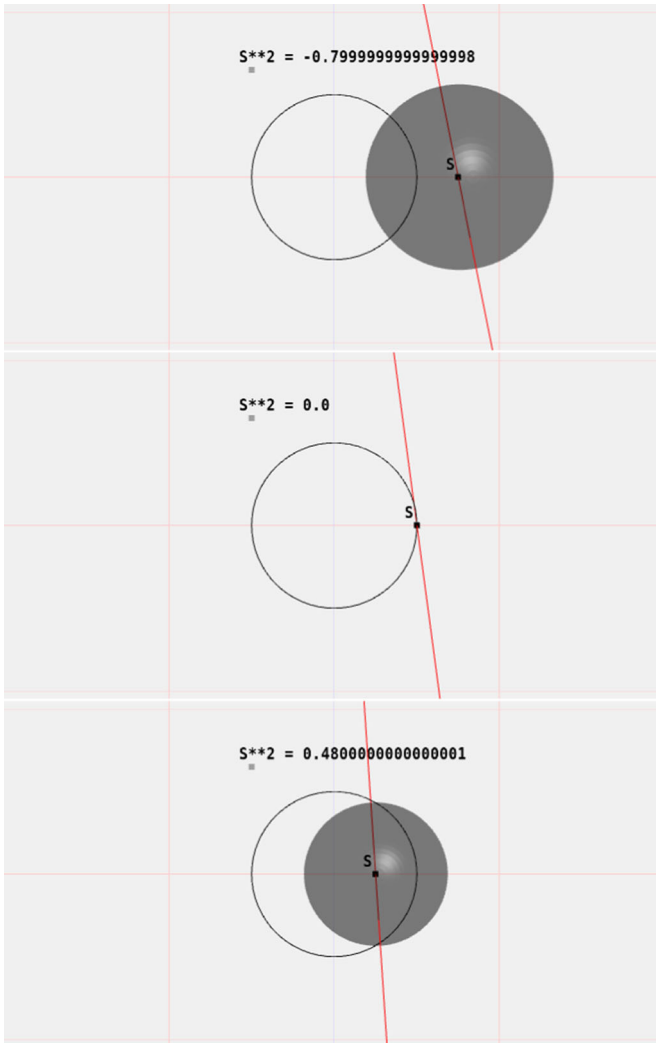 S**2 = -0.7999999999999998
S
S**2 = 0.0
S
S**2 = 0.4800000000000001
S